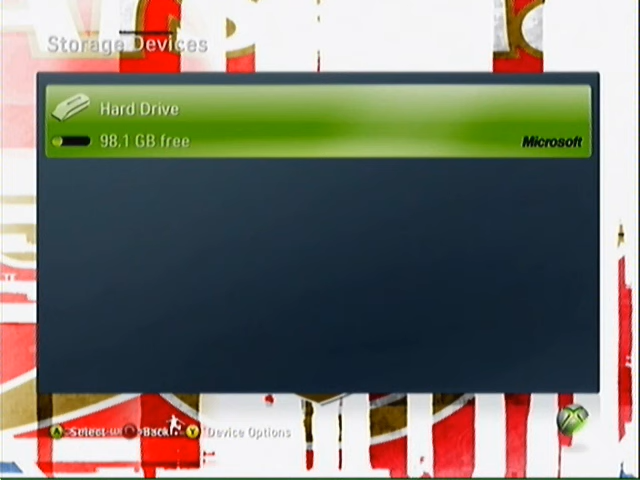 Storage Devices
Hard Drive
98.1 GB free
Microsoft
A Select B Back Y Device Options